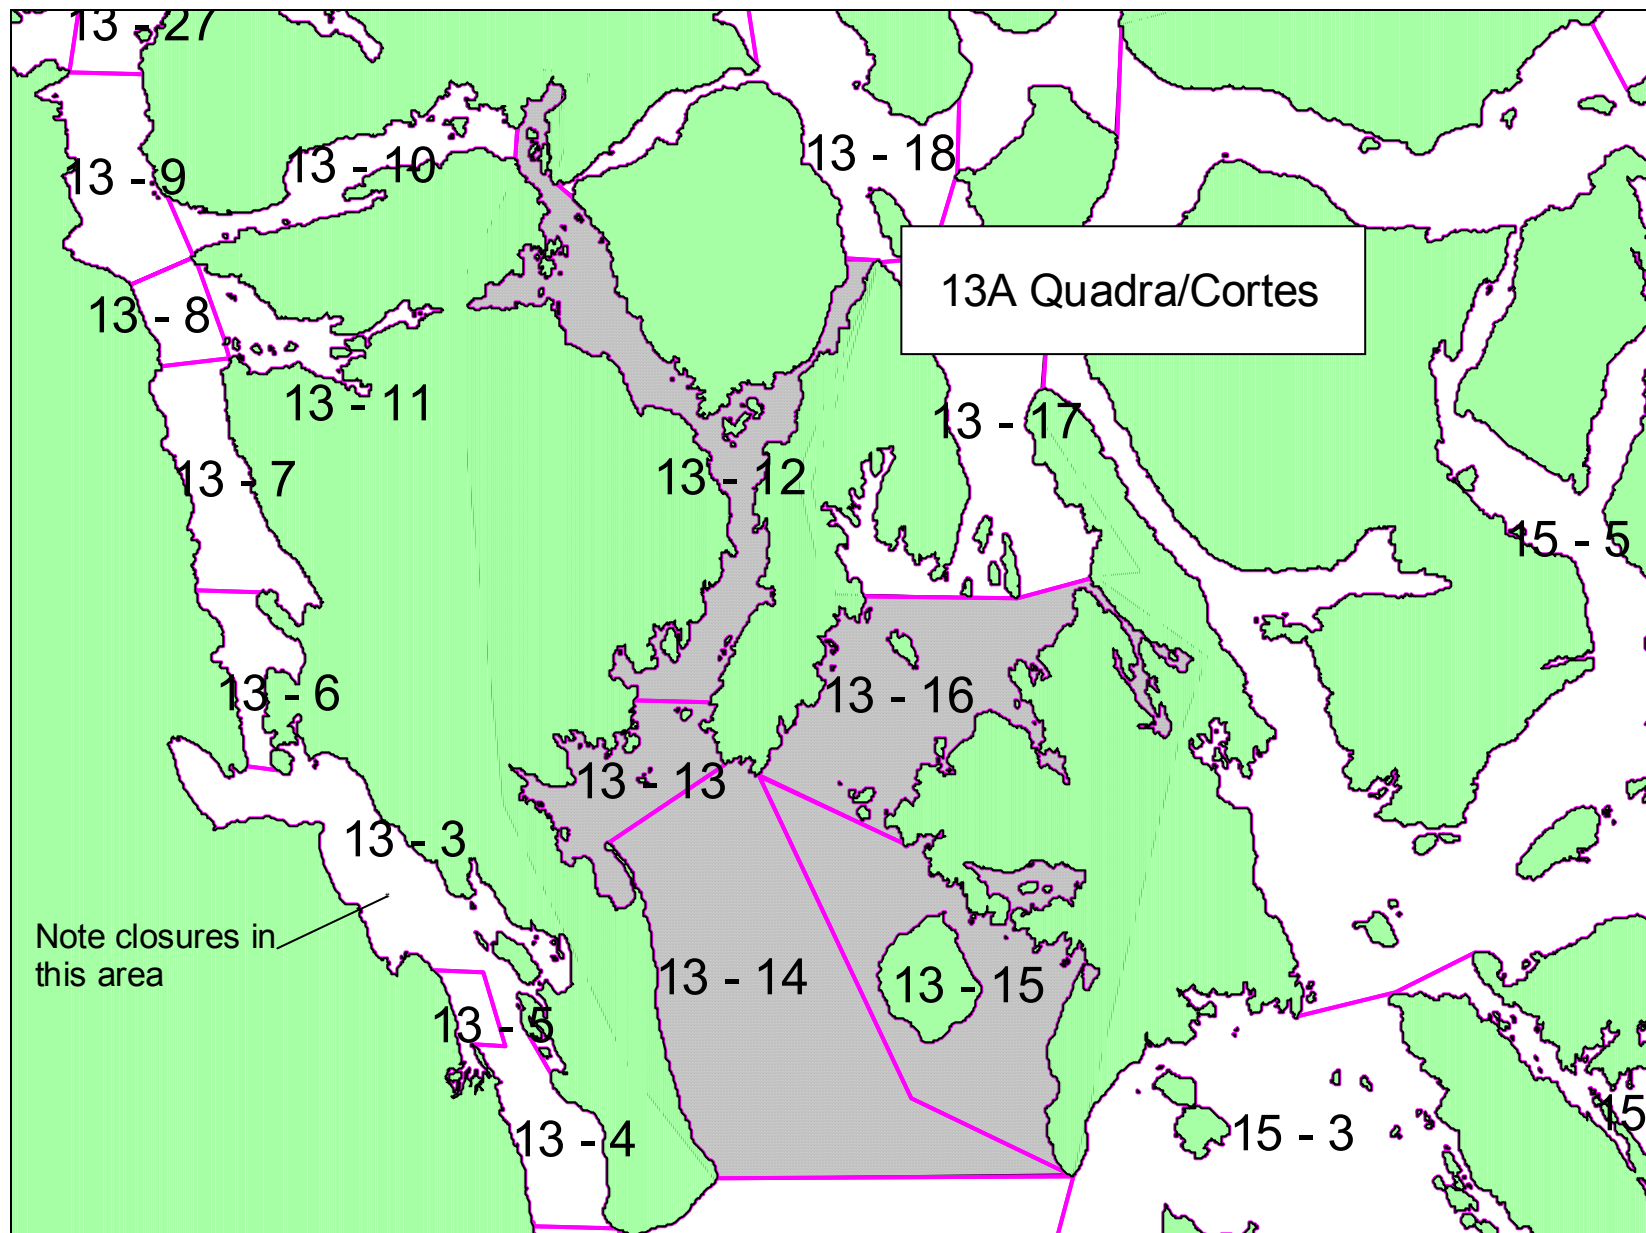 13 - 27
13 - 18
13 - 10
13 - 9
13A Quadra/Cortes
13 - 8
13 - 11
13 - 17
13 - 7
13 - 12
15 - 5
13 - 6
13 - 16
13 - 13
13 - 3
Note closures in
this area
13 - 14
13 - 15
13 - 5
15
13 - 4
15 - 3